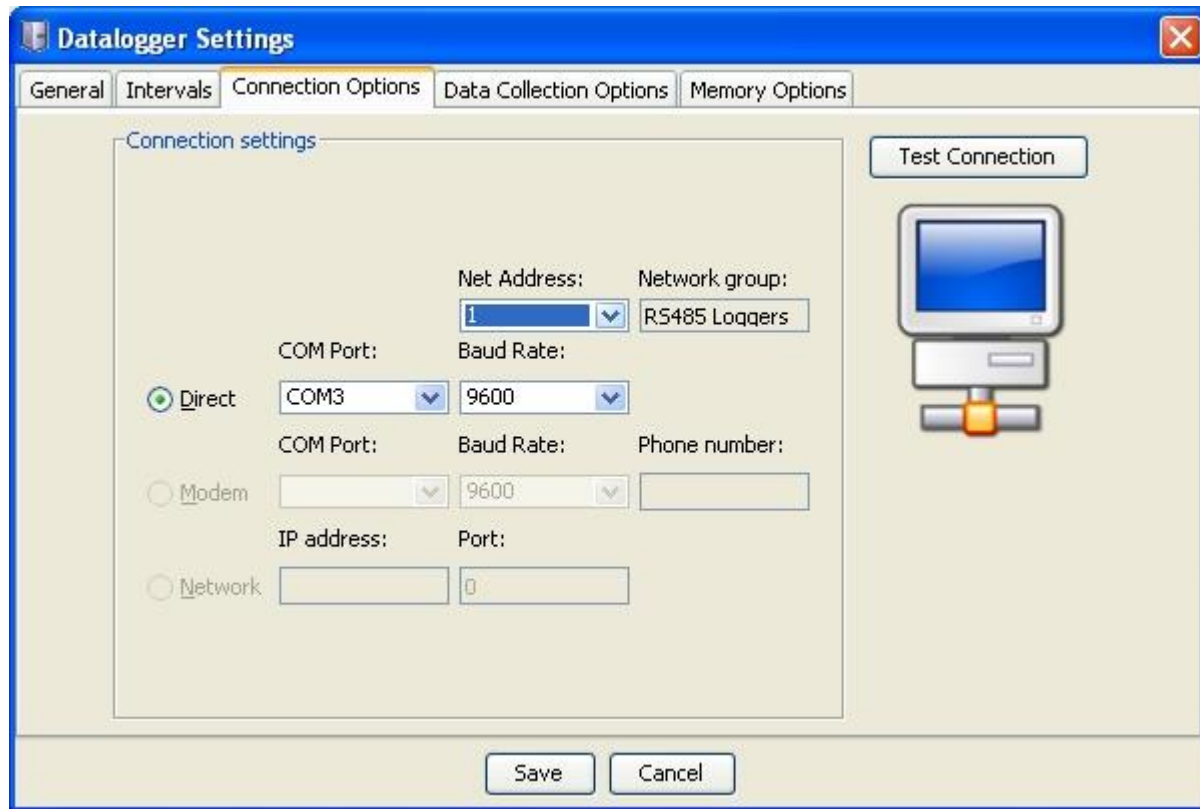 Datalogger Settings
General Intervals Connection Options Data Collection Options Memory Options
Connection settings
Test Connection
Net Address: Network group:
1 RS485 Loggers
COM Port: Baud Rate:
Direct COM3 9600
COM Port: Baud Rate: Phone number:
Modem 9600
IP address: Port:
Network 0
Save Cancel